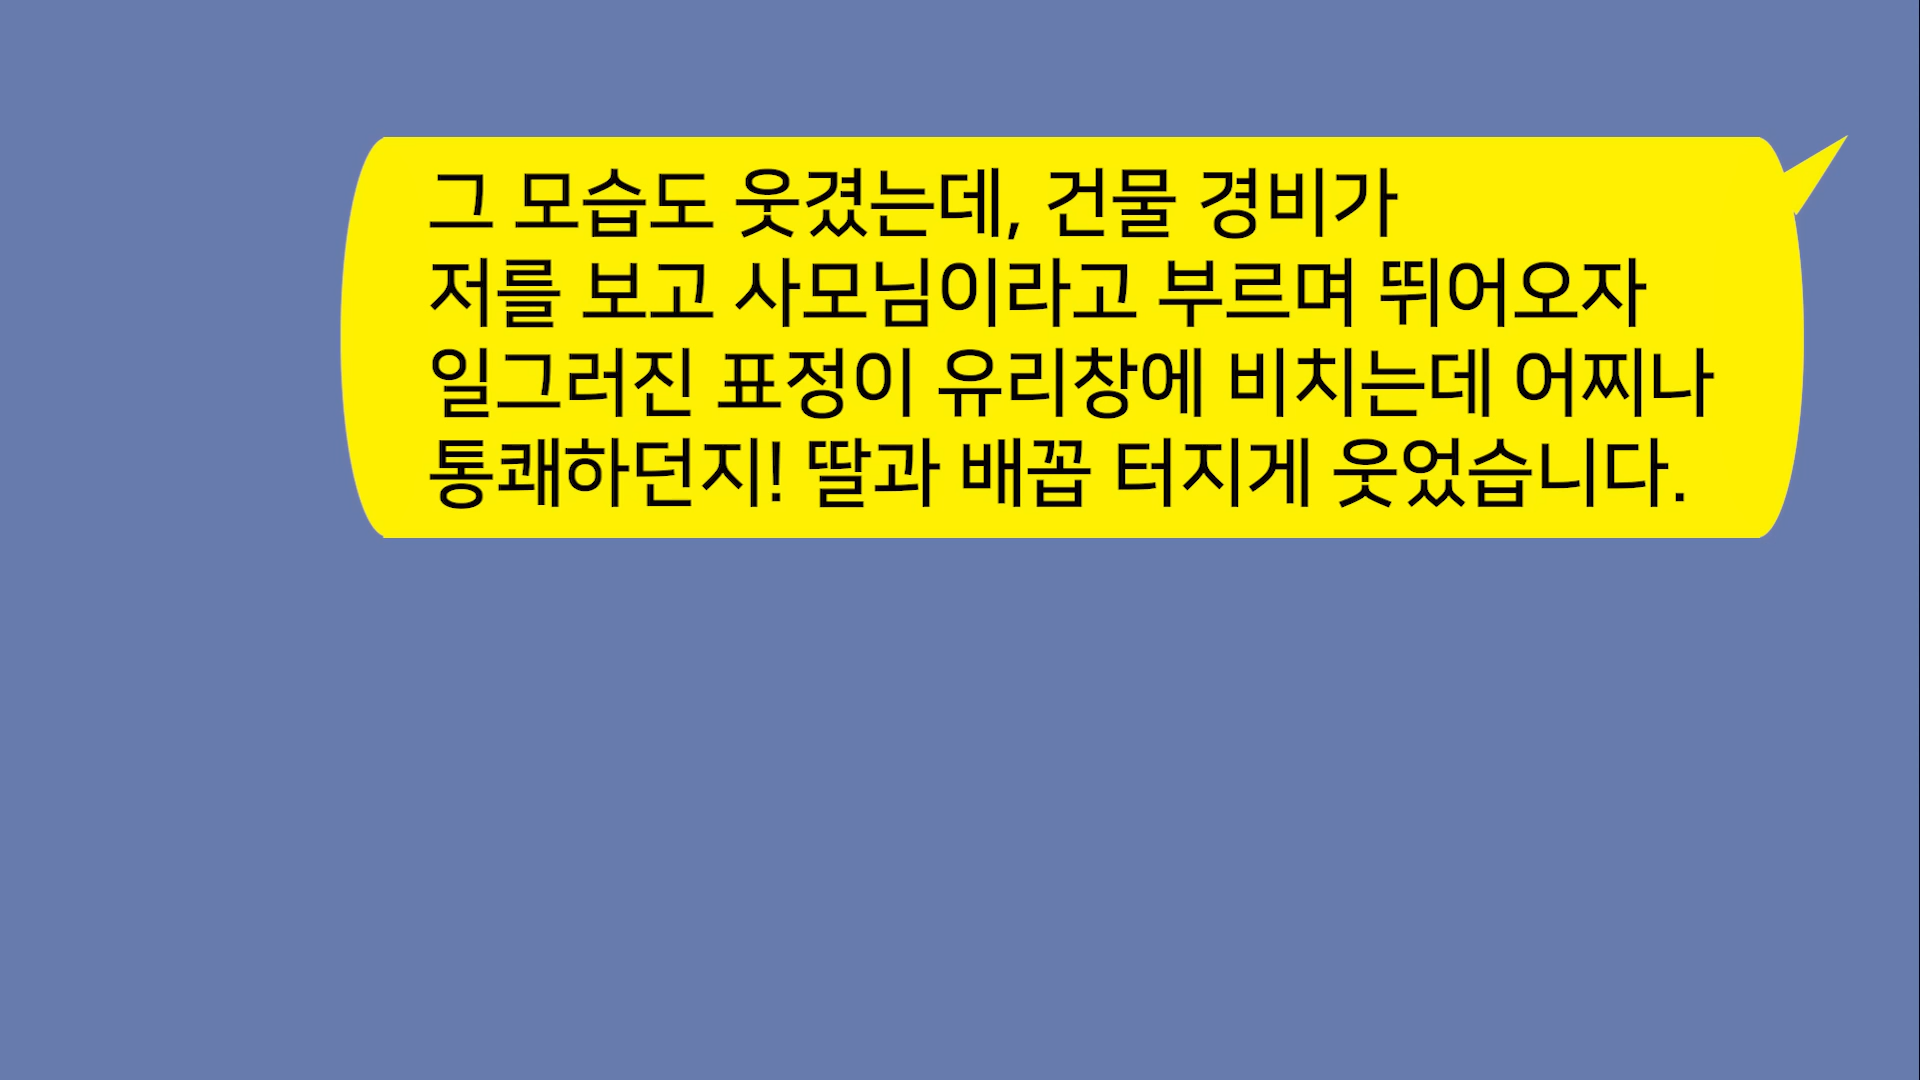 그 모습도 웃겼는데, 건물 경비가
저를 보고 사모님이라고 부르며 뛰어오자
일그러진 표정이 유리창에 비치는데 어찌나
통쾌하던지! 딸과 배꼽 터지게 웃었습니다.